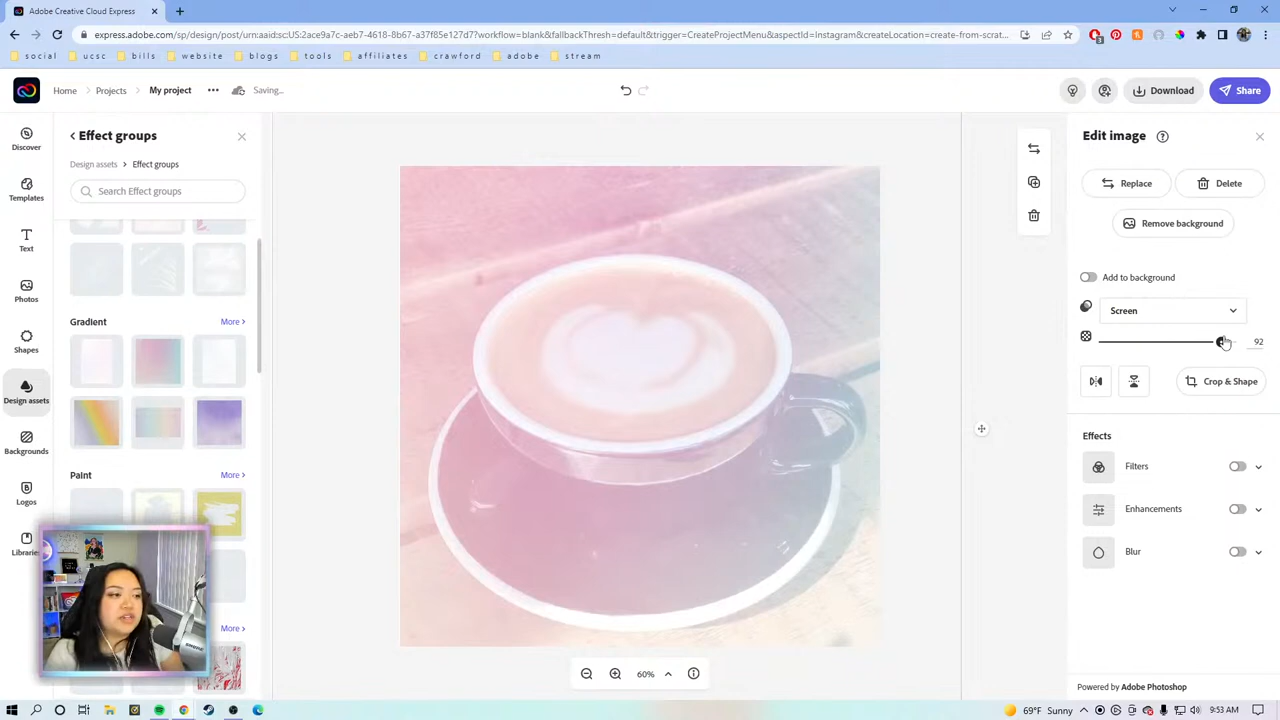 Adobe Creative Cloud Express
express.adobe.com/sp/design/post/urn:aaid:sc:US:2ace9a7c-aeb7-4618-8b67-a37f85e127d7?workflow=blank&fallbackThresh=default&triggerer=CreateProjectMenu&aspectId=Instagram&createLocation=create-from-scrat...
social
ucsc
bills
website
blogs
tools
affiliates
crawford
adobe
stream
Home > Projects > My project ... Saving...
Download
Share
Discover
Templates
Text
Photos
Shapes
Design assets
Backgrounds
Logos
Libraries
Effect groups
Design assets > Effect groups
Search Effect groups
Gradient
More >
Paint
More >
More >
60%
Edit image
Replace
Delete
Remove background
Add to background
Screen
92
Crop & Shape
Effects
Filters
Enhancements
Blur
Powered by Adobe Photoshop
69°F Sunny
9:53 AM